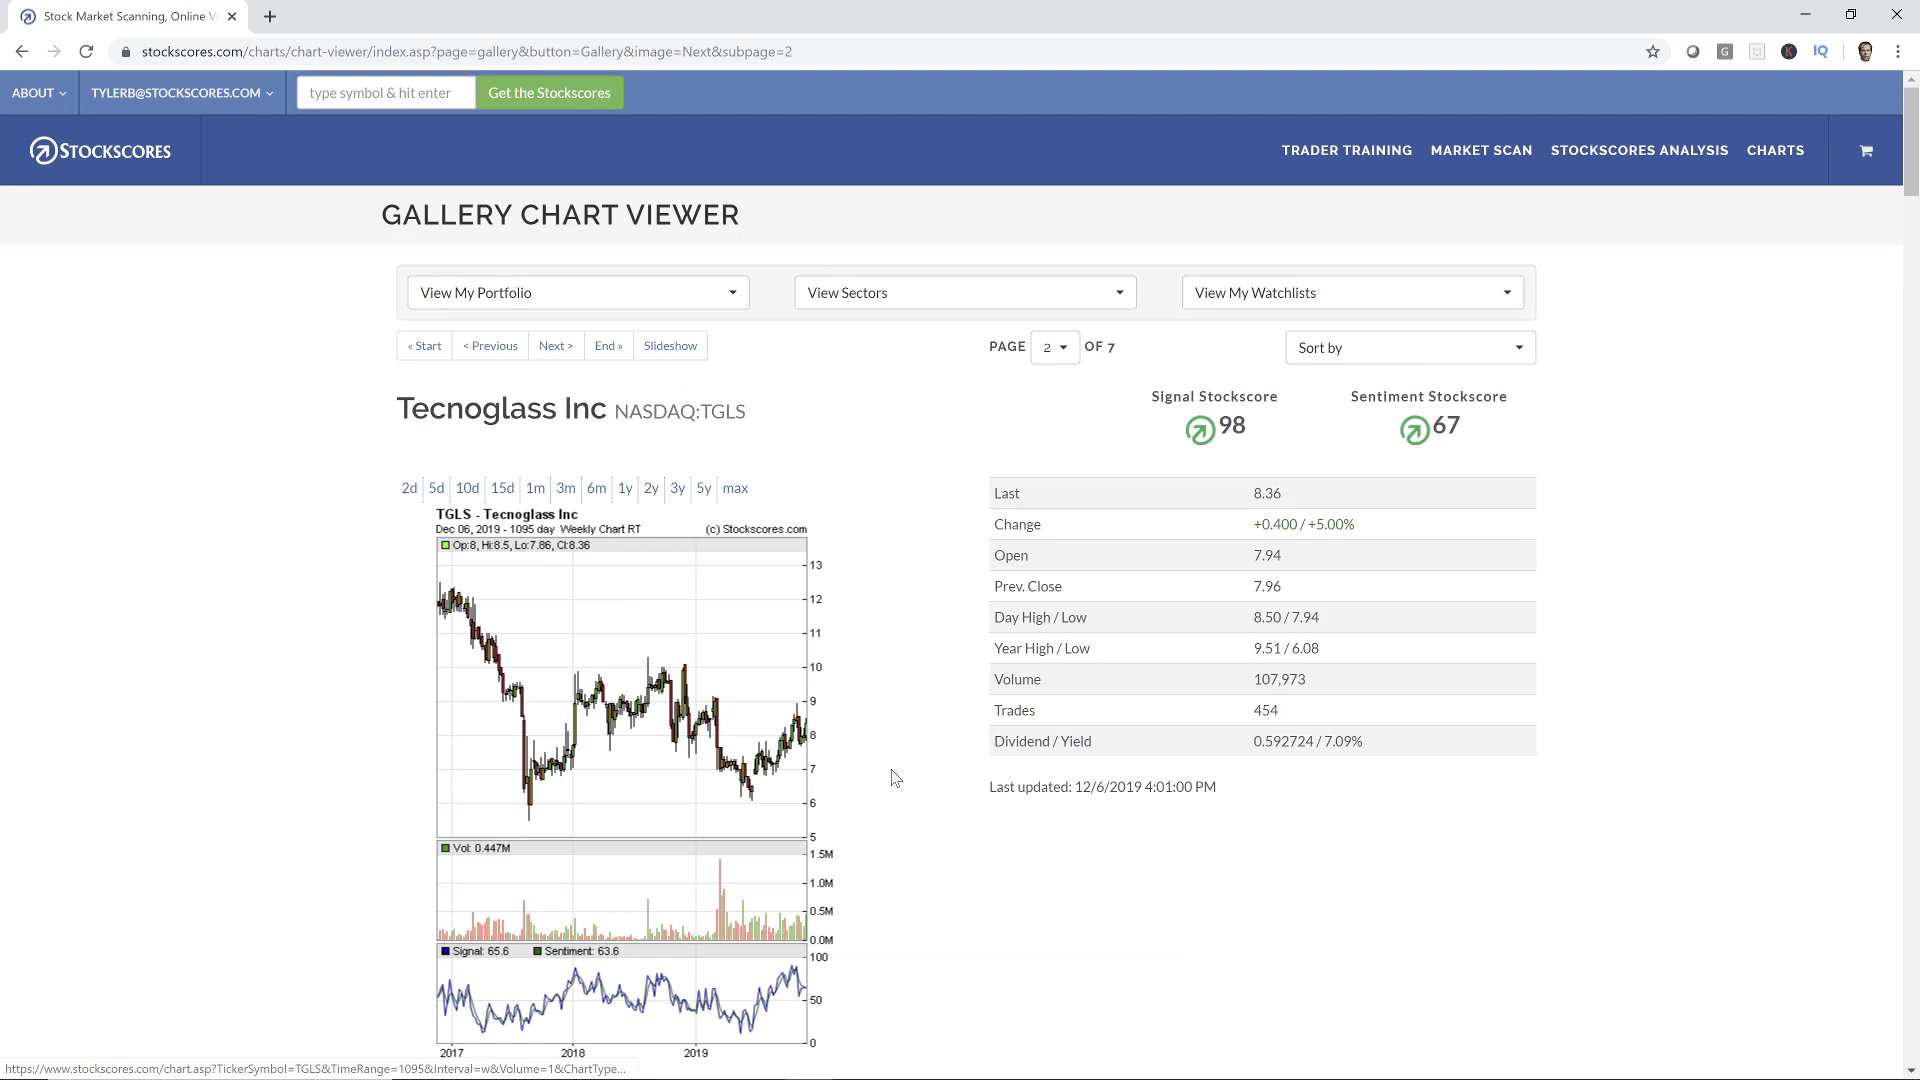 Stock Market Scanning, Online V
stockscores.com/charts/chart-viewer/index.asp?page=gallery&button=Gallery&image=Next&subpage=2
G
K
IQ
ABOUT
TYLERB@STOCKSCORES.COM
type symbol & hit enter
Get the Stockscores
STOCKSCORES
TRADER TRAINING
MARKET SCAN
STOCKSCORES ANALYSIS
CHARTS
GALLERY CHART VIEWER
View My Portfolio
View Sectors
View My Watchlists
« Start
< Previous
Next >
End »
Slideshow
PAGE 2 OF 7
Sort by
Tecnoglass Inc NASDAQ:TGLS
Signal Stockscore
98
Sentiment Stockscore
67
2d 5d 10d 15d 1m 3m 6m 1y 2y 3y 5y max
TGLS - Tecnoglass Inc
Dec 06, 2019 - 1095 day Weekly Chart RT (c) Stockscores.com
Op:8, Hi:8.5, Lo:7.86, Cl:8.36
13
12
11
10
9
8
7
6
5
Vol: 0.447M
1.5M
1.0M
0.5M
0.0M
Signal: 65.6 Sentiment: 63.6
100
50
0
2017 2018 2019
Last 8.36
Change +0.400 / +5.00%
Open 7.94
Prev. Close 7.96
Day High / Low 8.50 / 7.94
Year High / Low 9.51 / 6.08
Volume 107,973
Trades 454
Dividend / Yield 0.592724 / 7.09%
Last updated: 12/6/2019 4:01:00 PM
https://www.stockscores.com/chart.asp?TickerSymbol=TGLS&TimeRange=1095&Interval=w&Volume=1&ChartType...